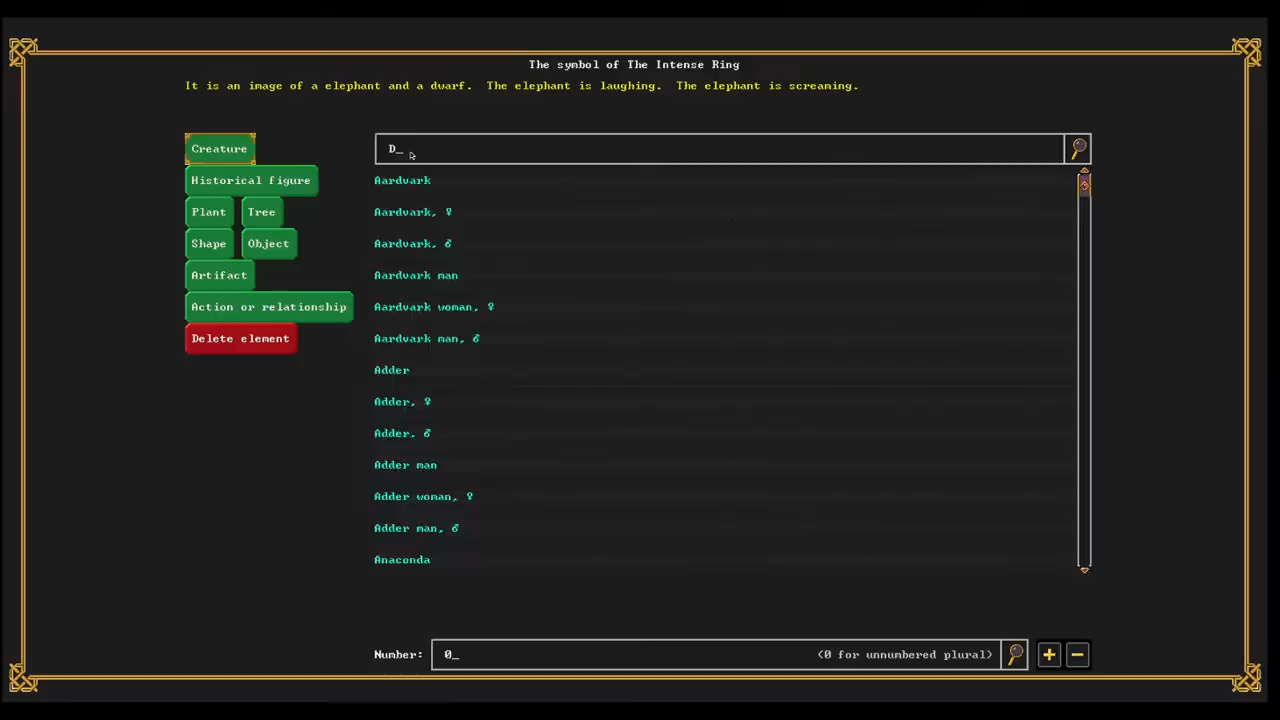 The symbol of The Intense Ring
It is an image of a elephant and a dwarf. The elephant is laughing. The elephant is screaming.
Creature
D_
Historical figure
Aardvark
Plant
Tree
Aardvark, ♀
Shape
Object
Aardvark, ♂
Artifact
Aardvark man
Action or relationship
Aardvark woman, ♀
Delete element
Aardvark man, ♂
Adder
Adder, ♀
Adder, ♂
Adder man
Adder woman, ♀
Adder man, ♂
Anaconda
Number: 0_ (0 for unnumbered plural)
+ −